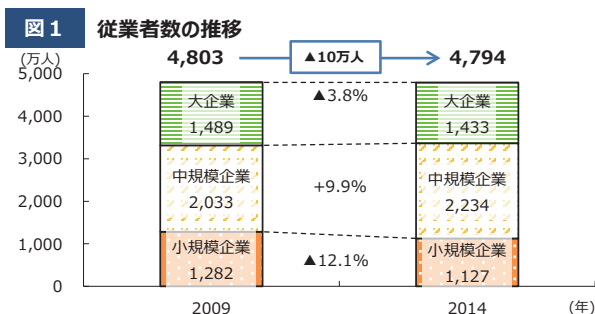 図1 従業者数の推移
(万人)
4,803 ▲10万人 4,794
5,000
4,000
3,000
2,000
1,000
0
大企業
1,489
中規模企業
2,033
小規模企業
1,282
▲3.8%
+9.9%
▲12.1%
大企業
1,433
中規模企業
2,234
小規模企業
1,127
2009 2014 (年)